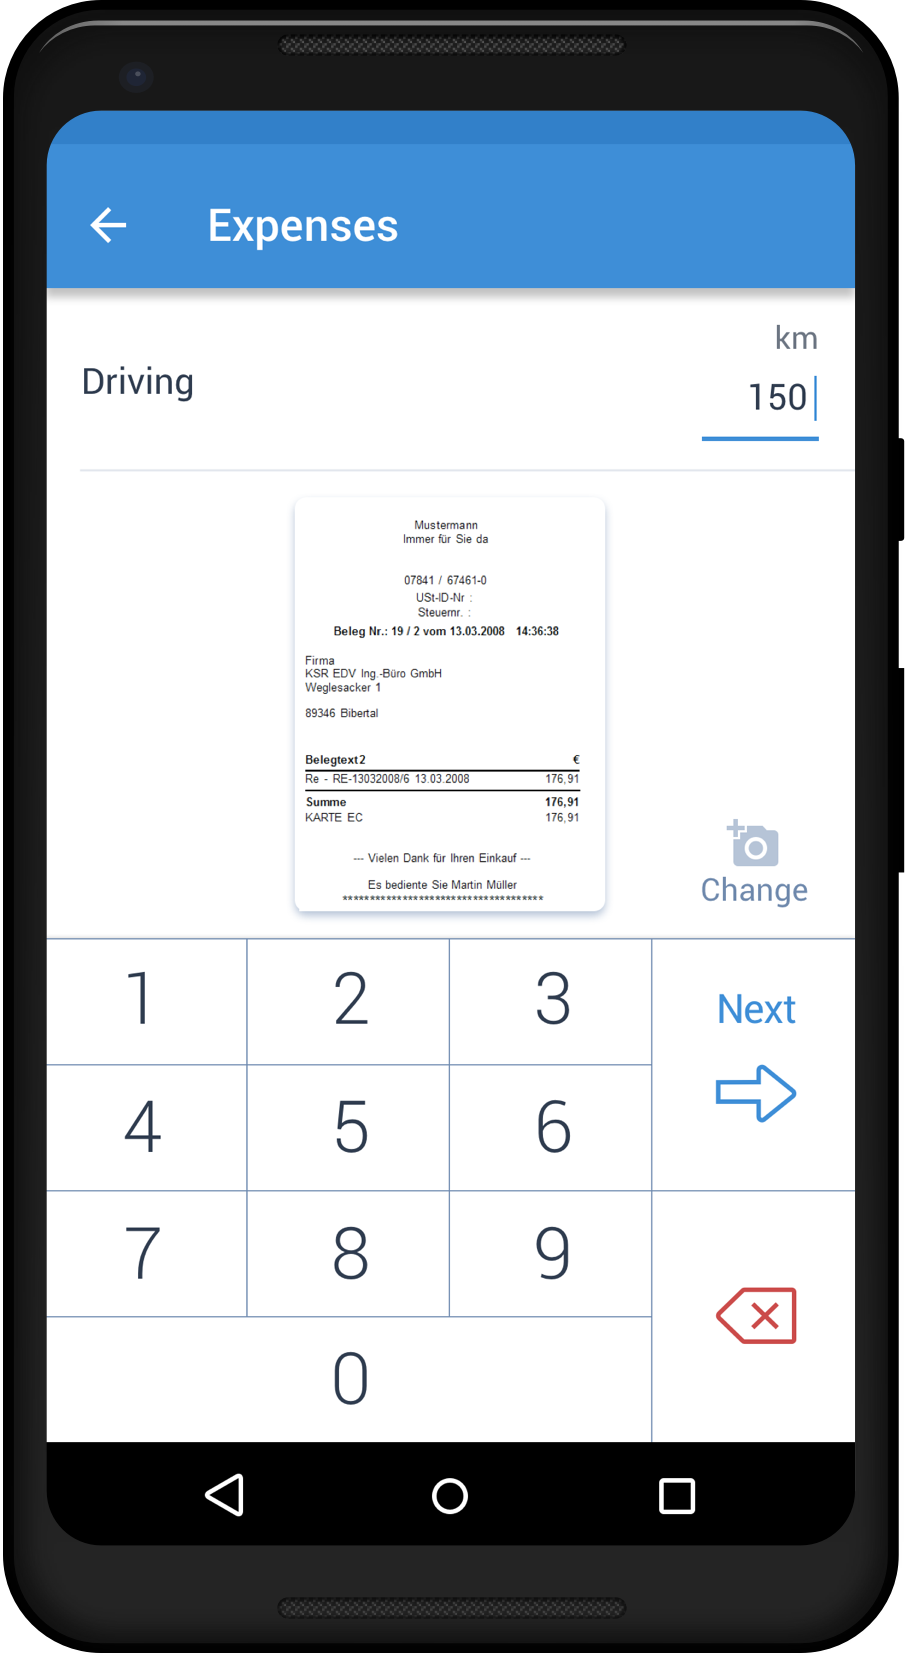 Expenses
km
Driving
150
Mustermann
Immer für Sie da
07841 / 67461-0
USt-ID-Nr :
Steuernr. :
Beleg Nr.: 19 / 2 vom 13.03.2008 14:36:38
Firma
KSR EDV Ing.-Büro GmbH
Weglesacker 1
89346 Bibertal
Belegtext2 €
Re - RE-13032008/6 13.03.2008 176,91
Summe 176,91
KARTE EC 176,91
--- Vielen Dank für Ihren Einkauf ---
Es bediente Sie Martin Müller
**************************************
Change
1 2 3
Next
4 5 6
7 8 9
0